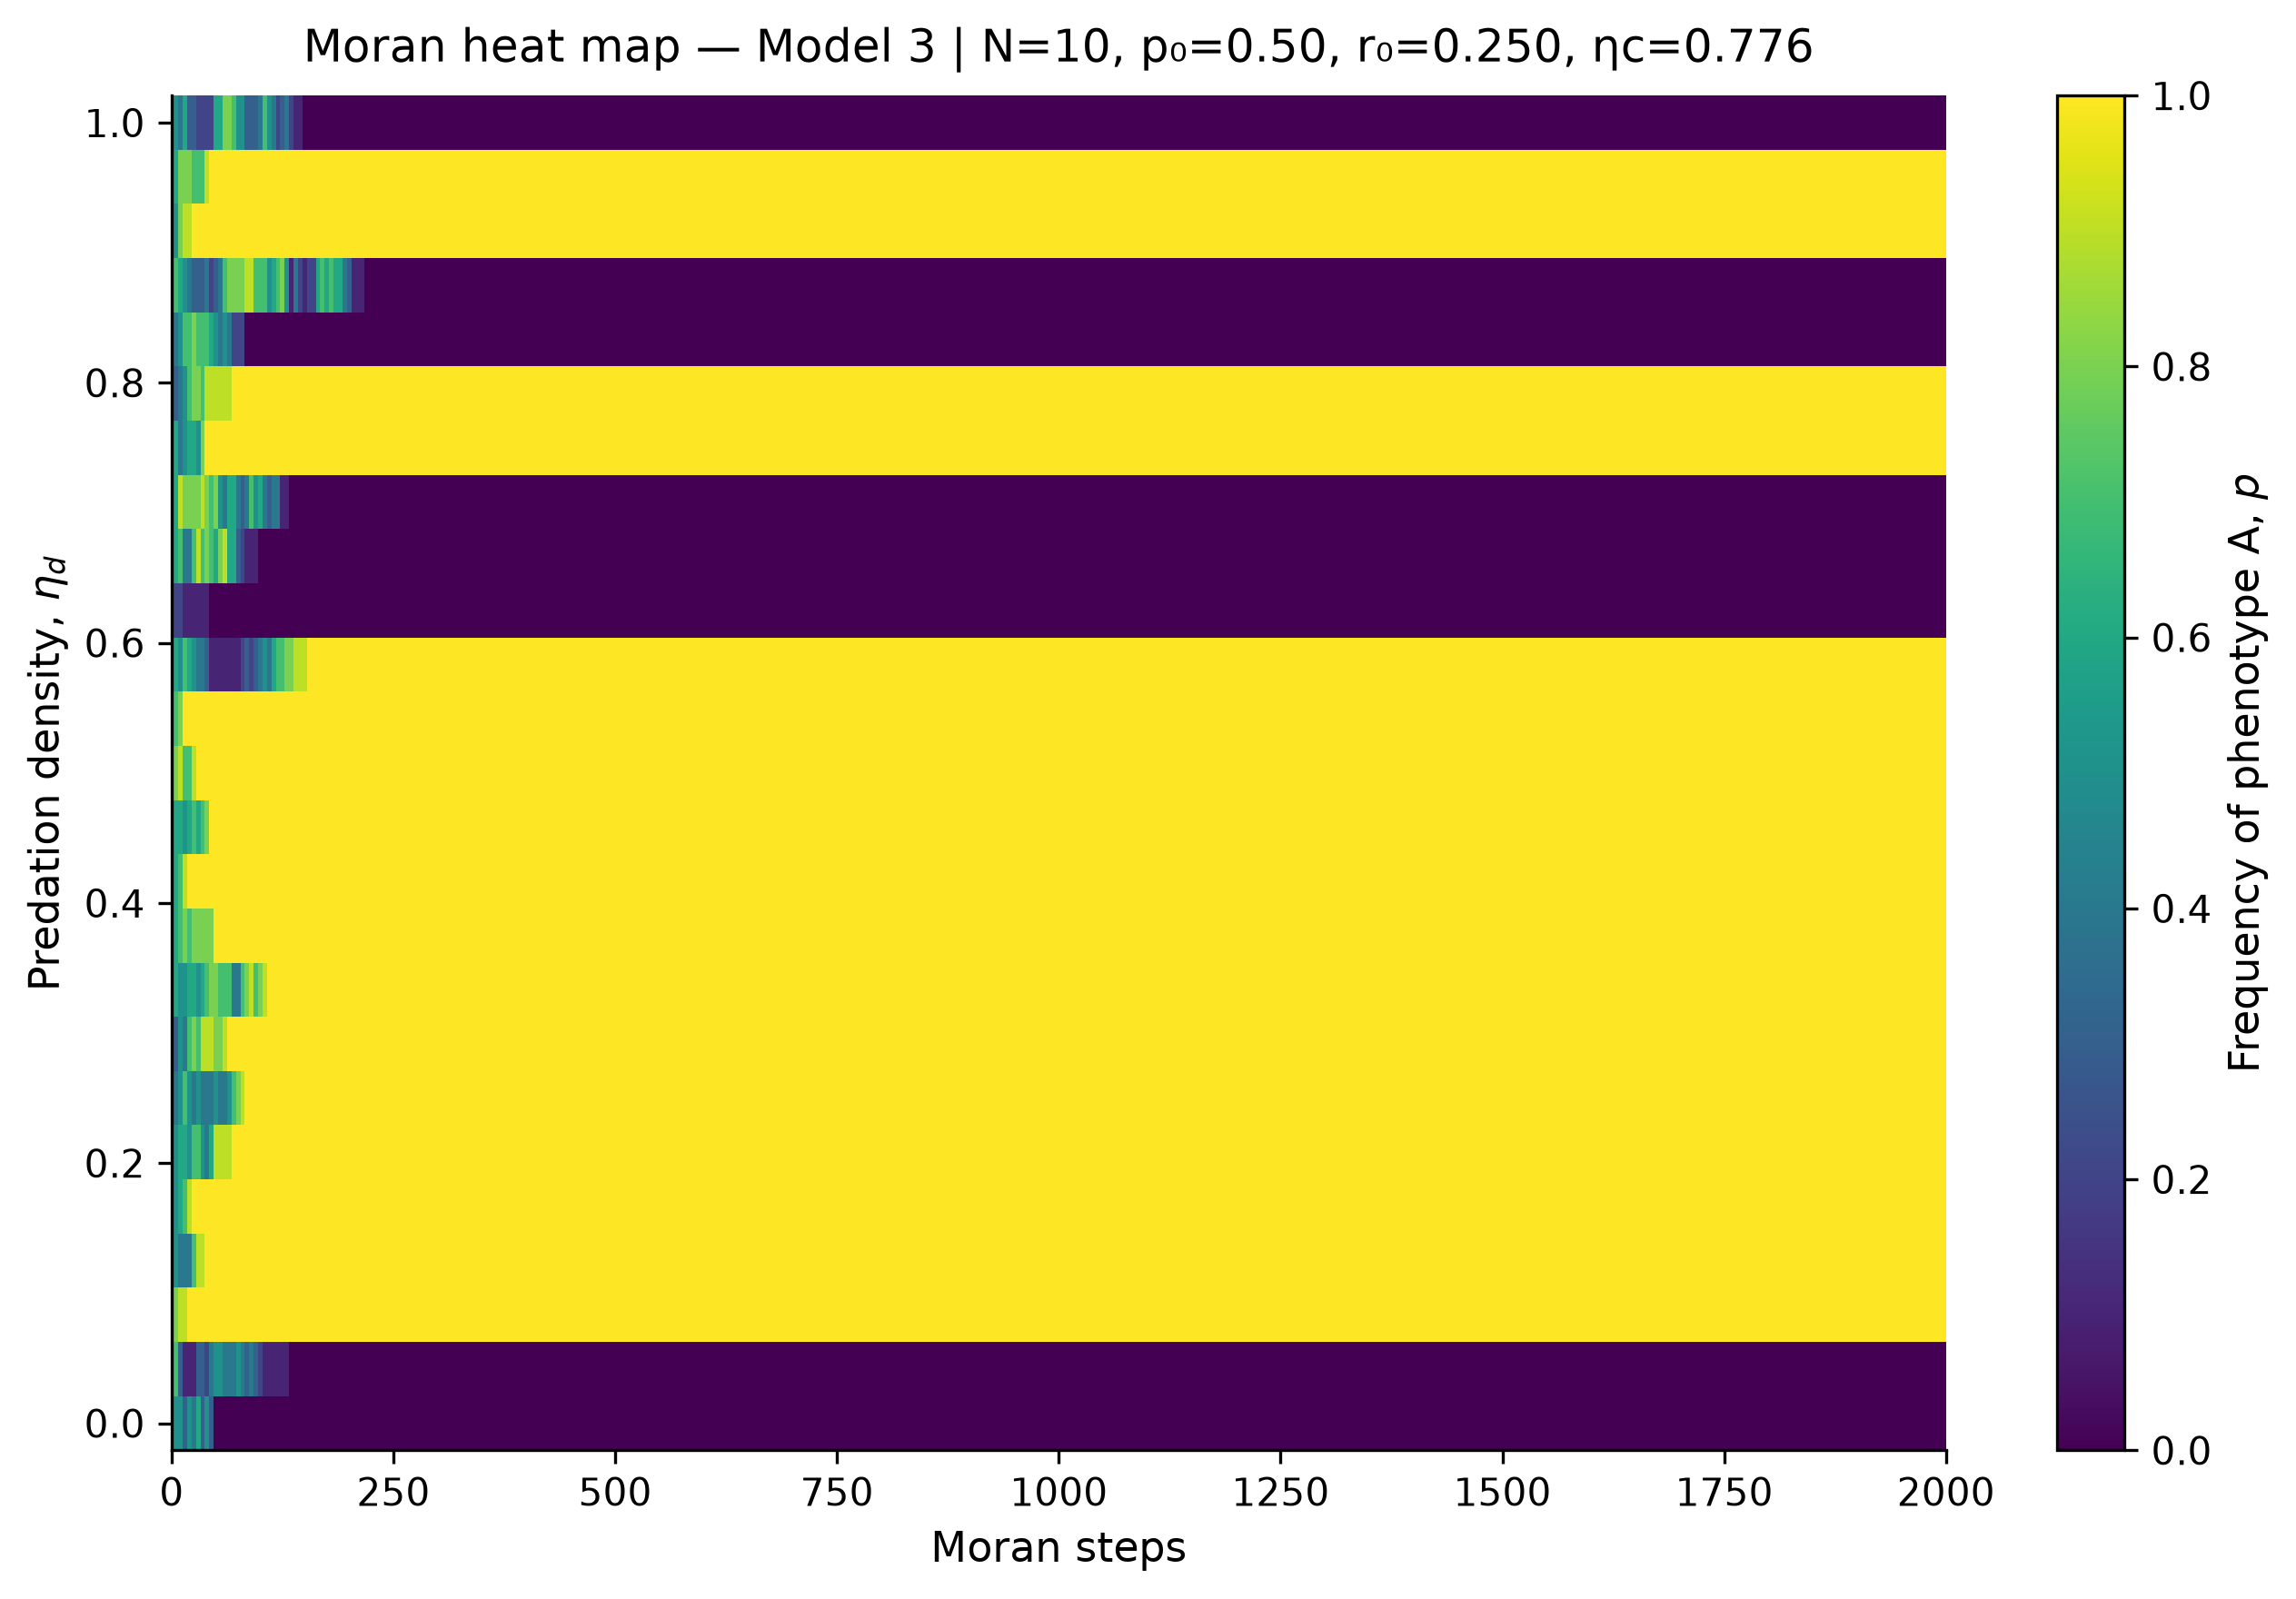 Moran heat map — Model 3 | N=10, p₀=0.50, r₀=0.250, ηc=0.776
Predation density, η_d
1.0
0.8
0.6
0.4
0.2
0.0
0 250 500 750 1000 1250 1500 1750 2000
Moran steps
1.0
0.8
0.6
0.4
0.2
0.0
Frequency of phenotype A, p